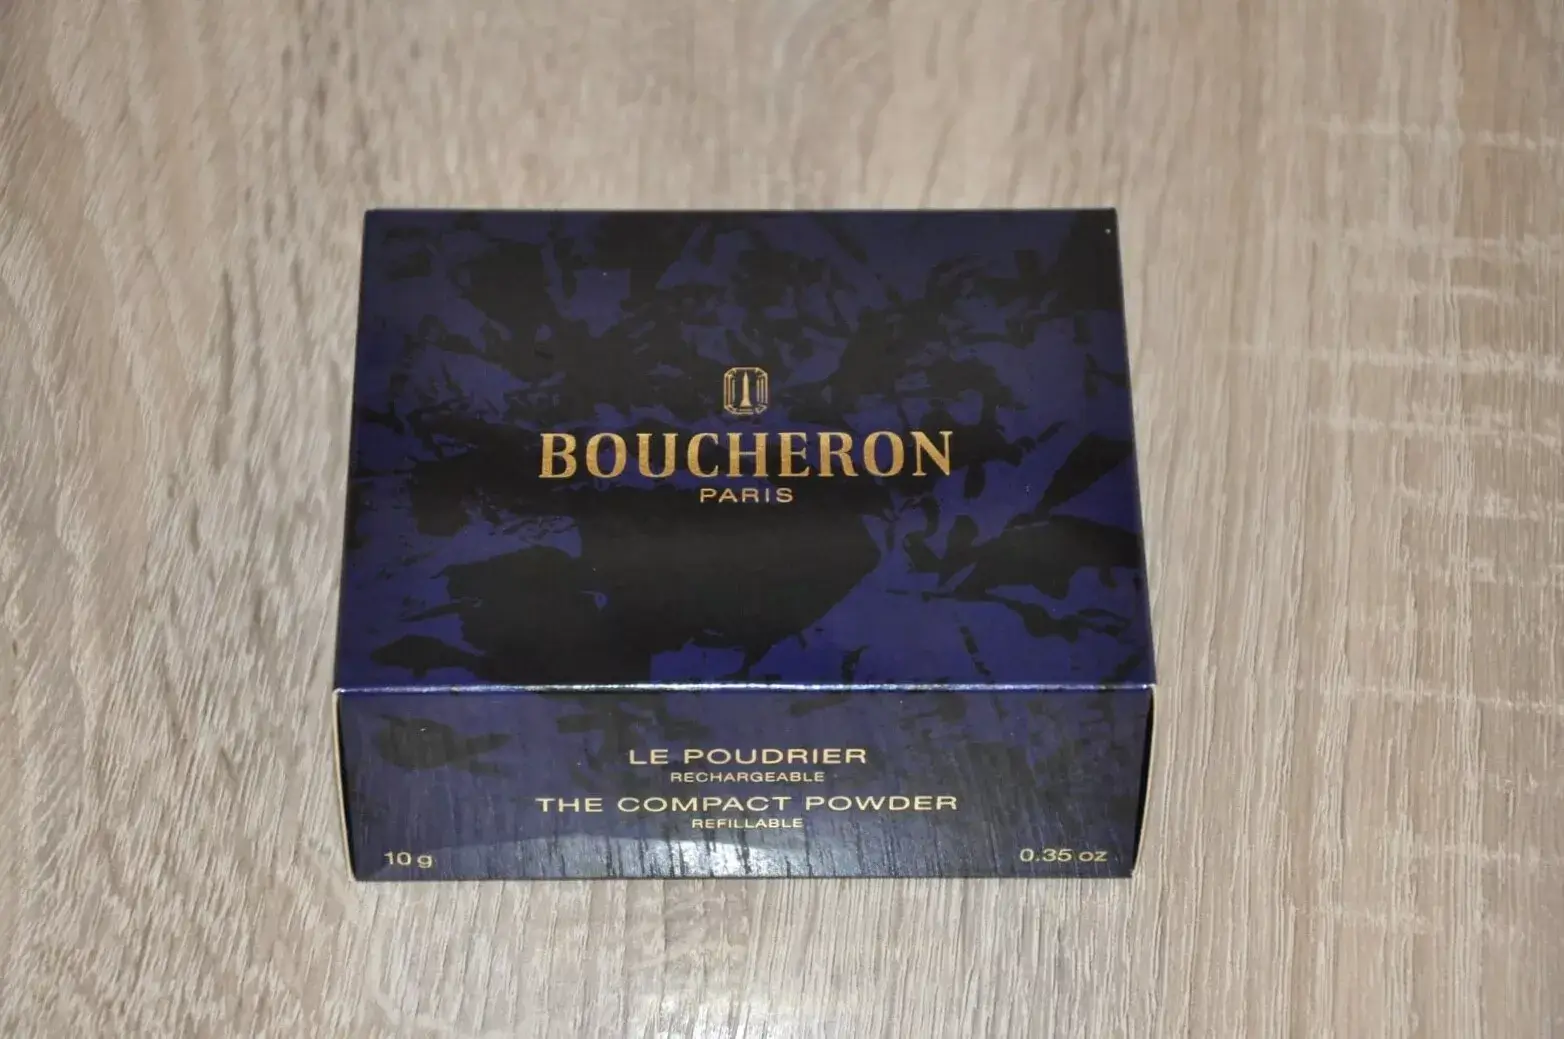 BOUCHERON
PARIS
LE POUDRIER
RECHARGEABLE
THE COMPACT POWDER
REFILLABLE
10 g
0.35 oz